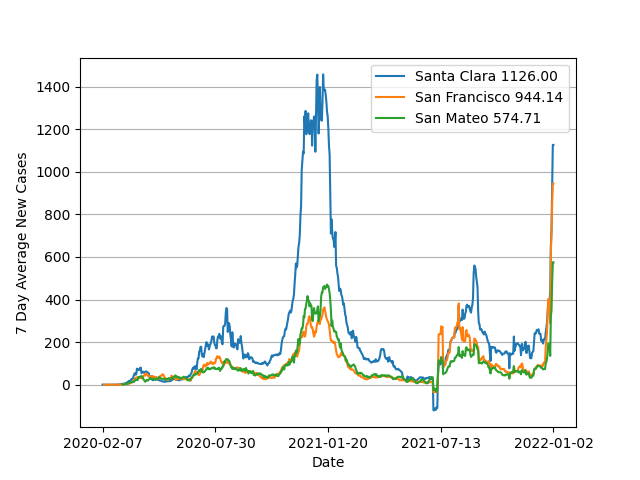 Santa Clara 1126.00
San Francisco 944.14
San Mateo 574.71
7 Day Average New Cases
1400
1200
1000
800
600
400
200
0
2020-02-07 2020-07-30 2021-01-20 2021-07-13 2022-01-02
Date